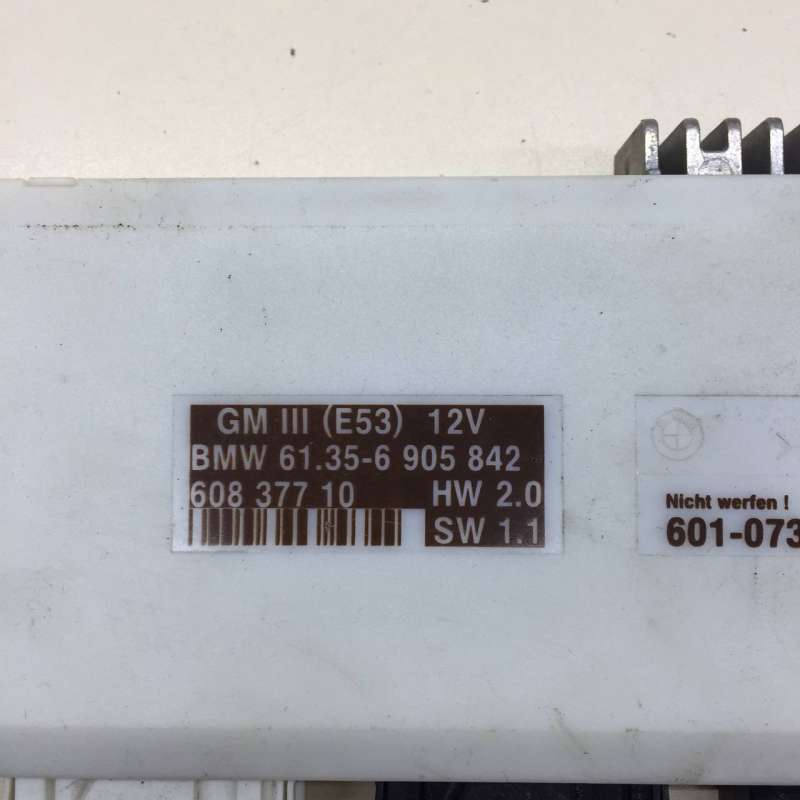 GM III (E53) 12V
BMW 61.35-6 905 842
608 377 10 HW 2.0
SW 1.1
Nicht werfen !
601-073